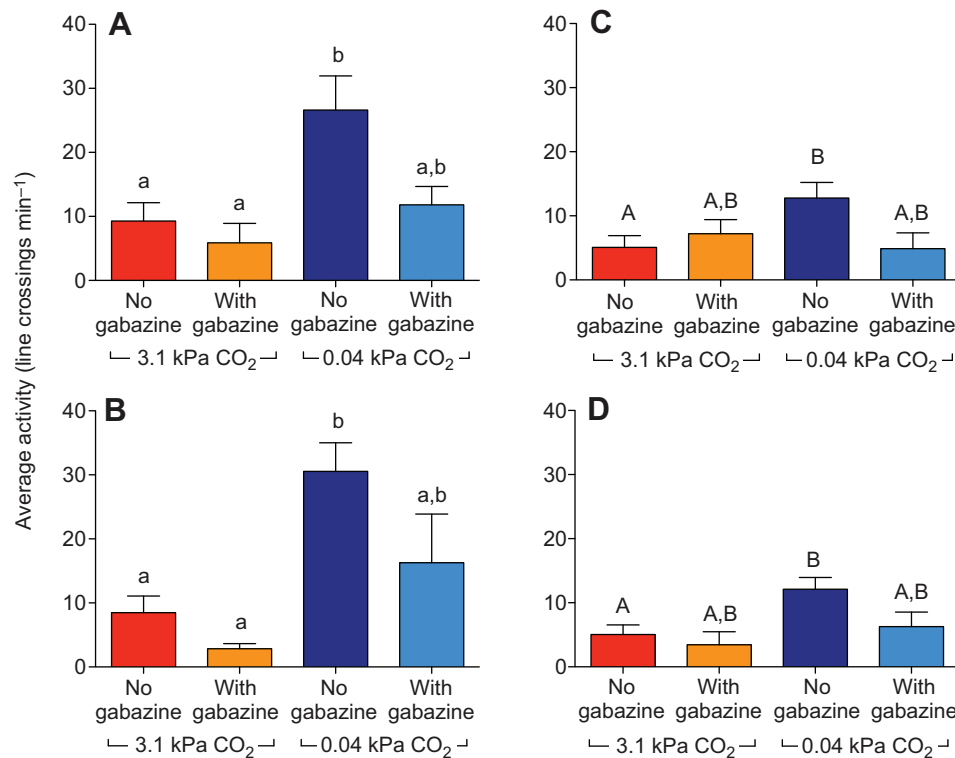 Average activity (line crossings min⁻¹)
A
40
30
20
10
0
a
a
b
a,b
No gabazine
With gabazine
No gabazine
With gabazine
3.1 kPa CO₂
0.04 kPa CO₂
C
40
30
20
10
0
A
A,B
B
A,B
No gabazine
With gabazine
No gabazine
With gabazine
3.1 kPa CO₂
0.04 kPa CO₂
B
40
30
20
10
0
a
a
b
a,b
No gabazine
With gabazine
No gabazine
With gabazine
3.1 kPa CO₂
0.04 kPa CO₂
D
40
30
20
10
0
A
A,B
B
A,B
No gabazine
With gabazine
No gabazine
With gabazine
3.1 kPa CO₂
0.04 kPa CO₂